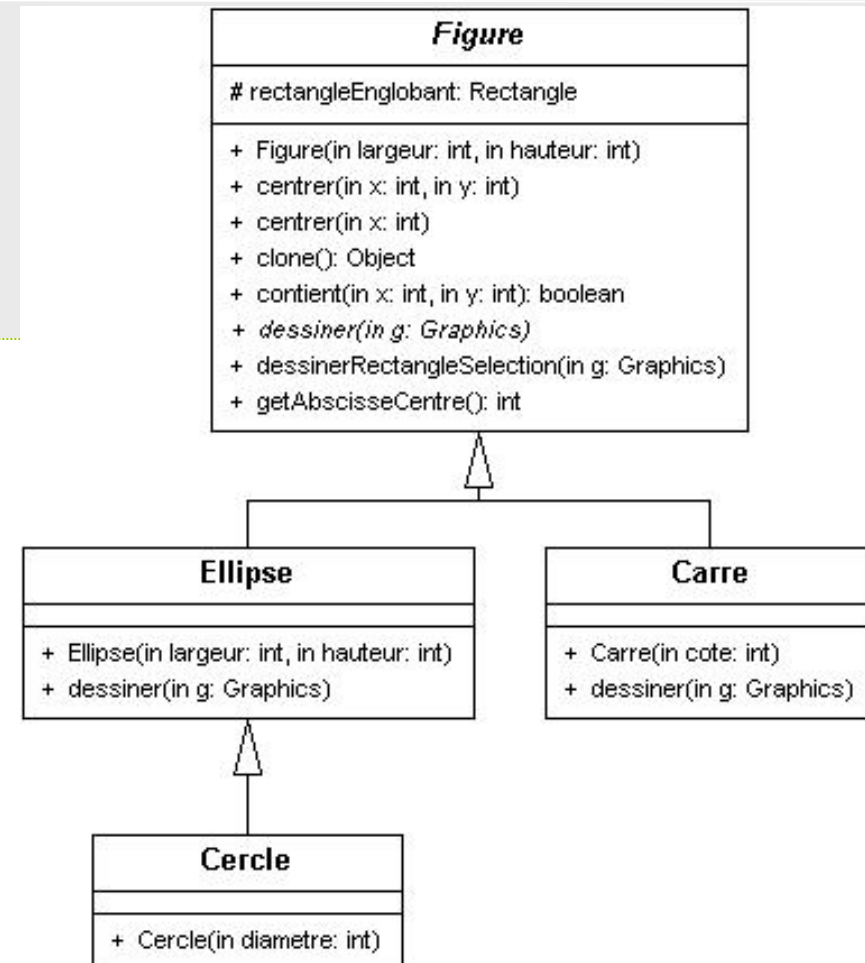 Figure
# rectangleEnglobant: Rectangle
+ Figure(in largeur: int, in hauteur: int)
+ centrer(in x: int, in y: int)
+ centrer(in x: int)
+ clone(): Object
+ contient(in x: int, in y: int): boolean
+ dessiner(in g: Graphics)
+ dessinerRectangleSelection(in g: Graphics)
+ getAbscisseCentre(): int
Ellipse
+ Ellipse(in largeur: int, in hauteur: int)
+ dessiner(in g: Graphics)
Carre
+ Carre(in cote: int)
+ dessiner(in g: Graphics)
Cercle
+ Cercle(in diametre: int)